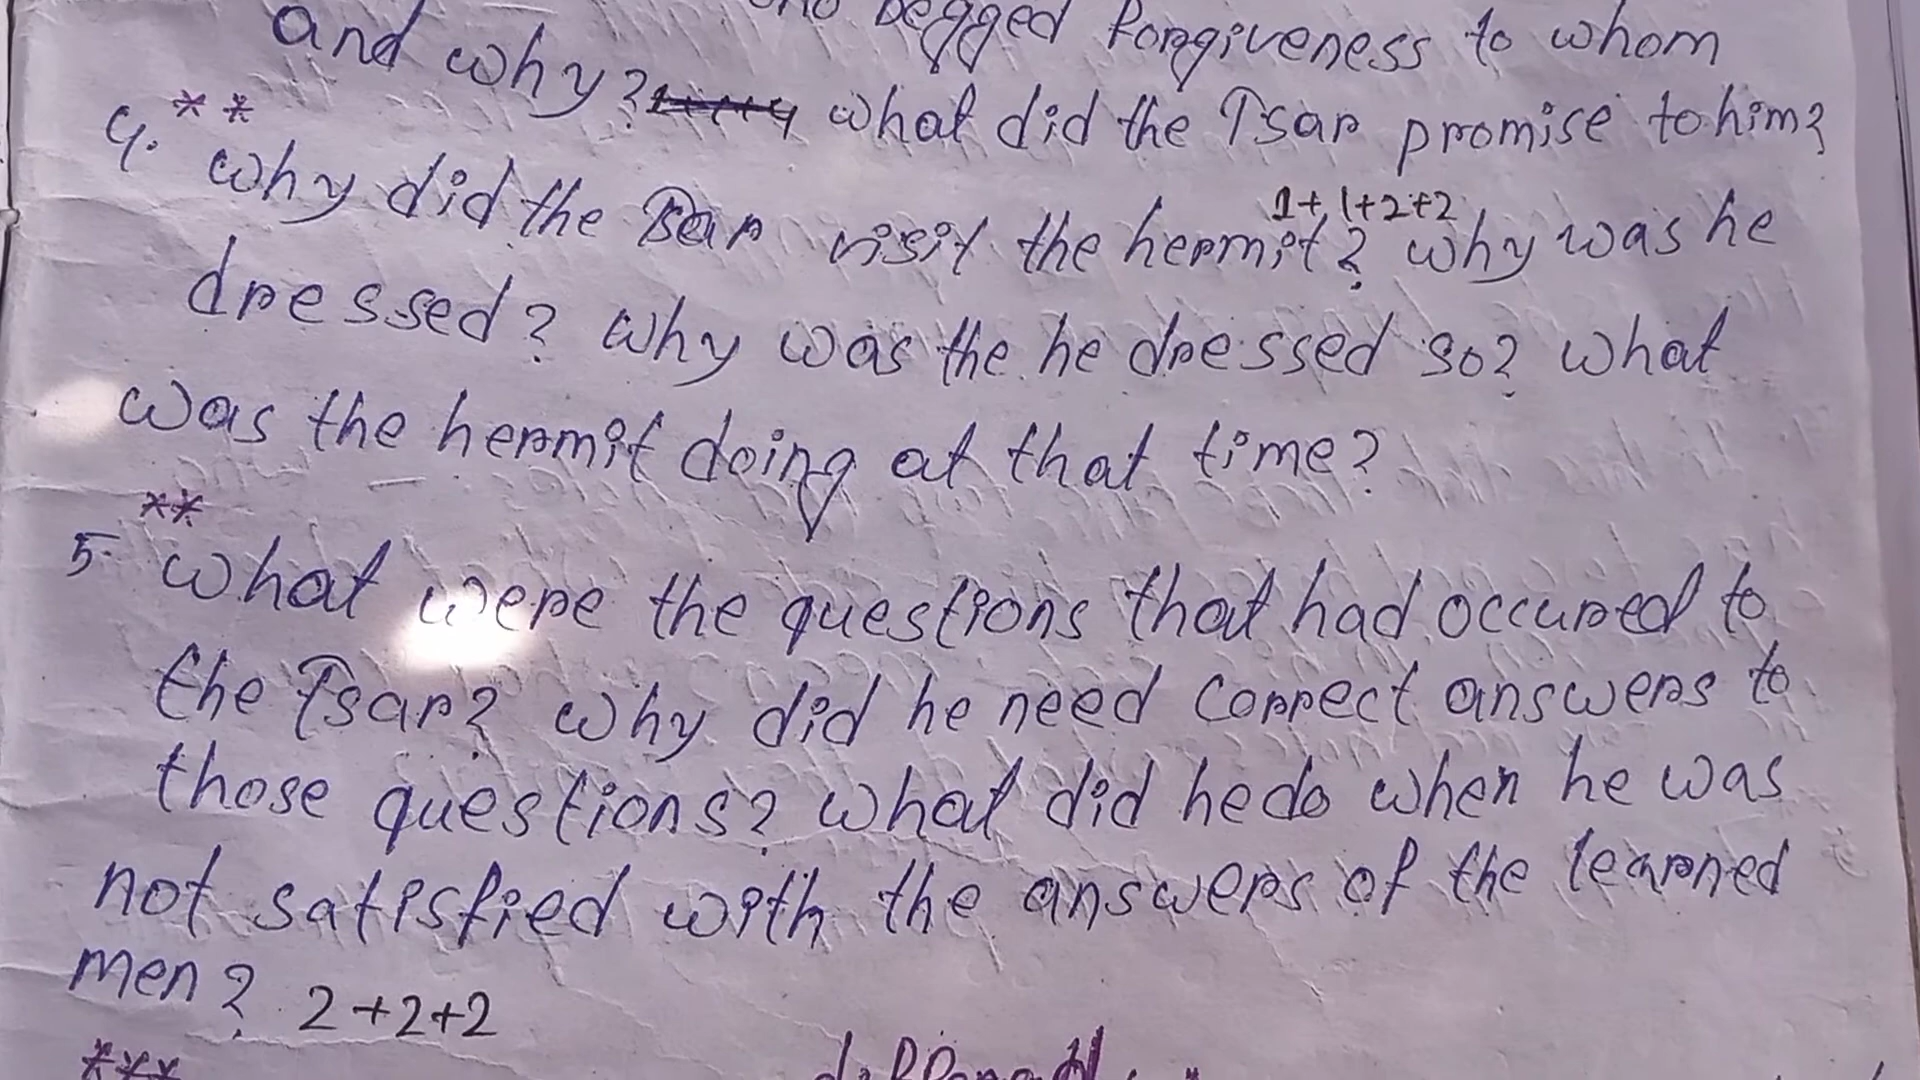 begged forgiveness to whom
and why? what did the Tsar promise to him?
1+1+2+2
4. ** why did the Tsar visit the hermit? why was he
dressed? why was the he dressed so? what
was the hermit doing at that time?
**
5. what were the questions that had occured to
the Tsar? why did he need correct answers to
those questions? what did he do when he was
not satisfied with the answers of the learned
men? 2+2+2
***